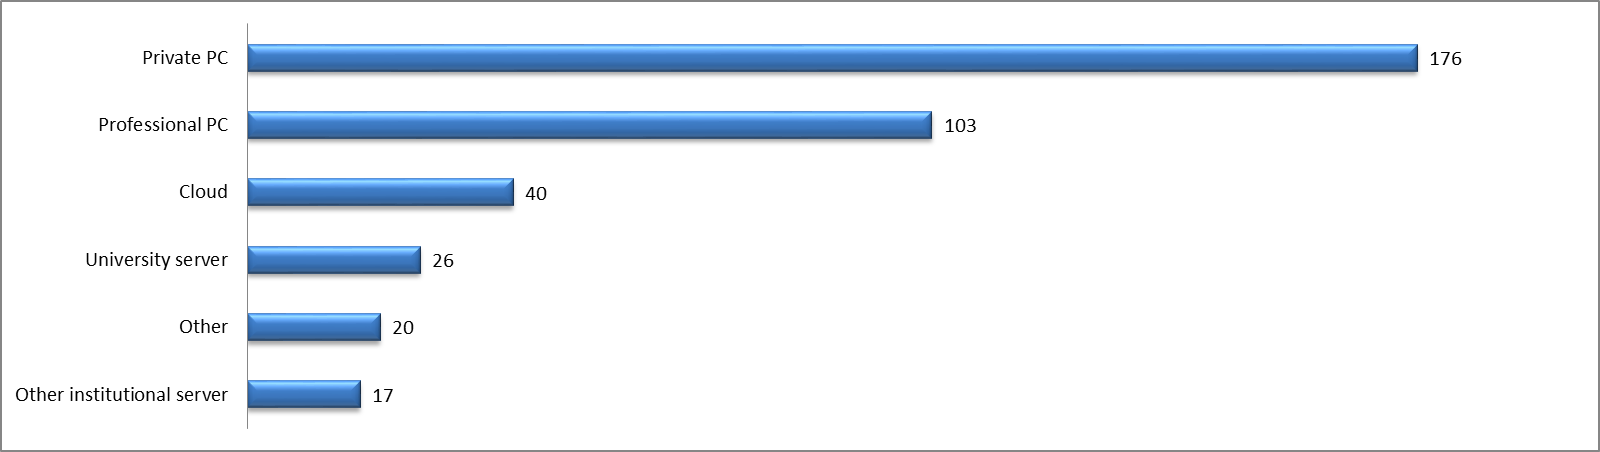 Private PC 176
Professional PC 103
Cloud 40
University server 26
Other 20
Other institutional server 17